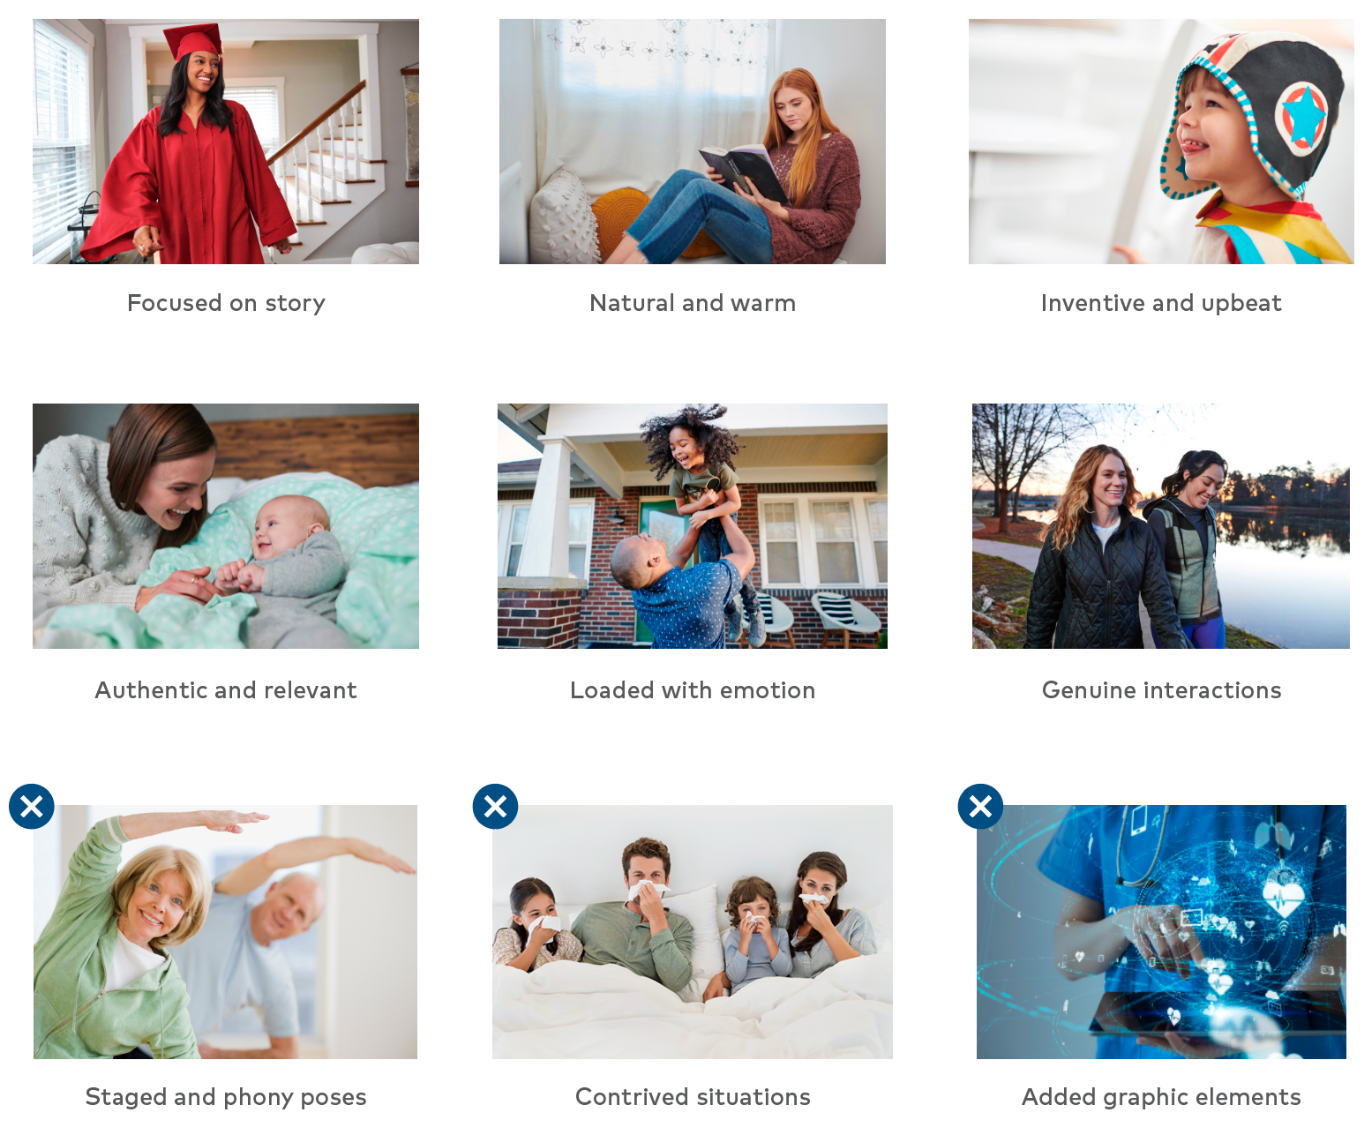 Focused on story
Natural and warm
Inventive and upbeat
Authentic and relevant
Loaded with emotion
Genuine interactions
Staged and phony poses
Contrived situations
Added graphic elements